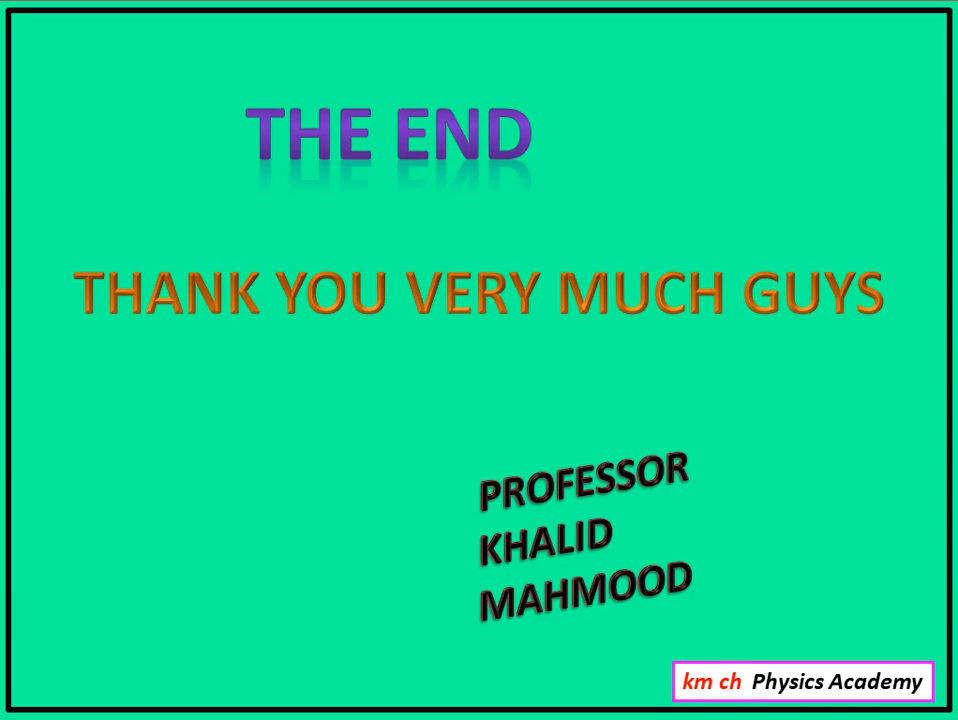 THE END
THANK YOU VERY MUCH GUYS
PROFESSOR
KHALID
MAHMOOD
km ch Physics Academy